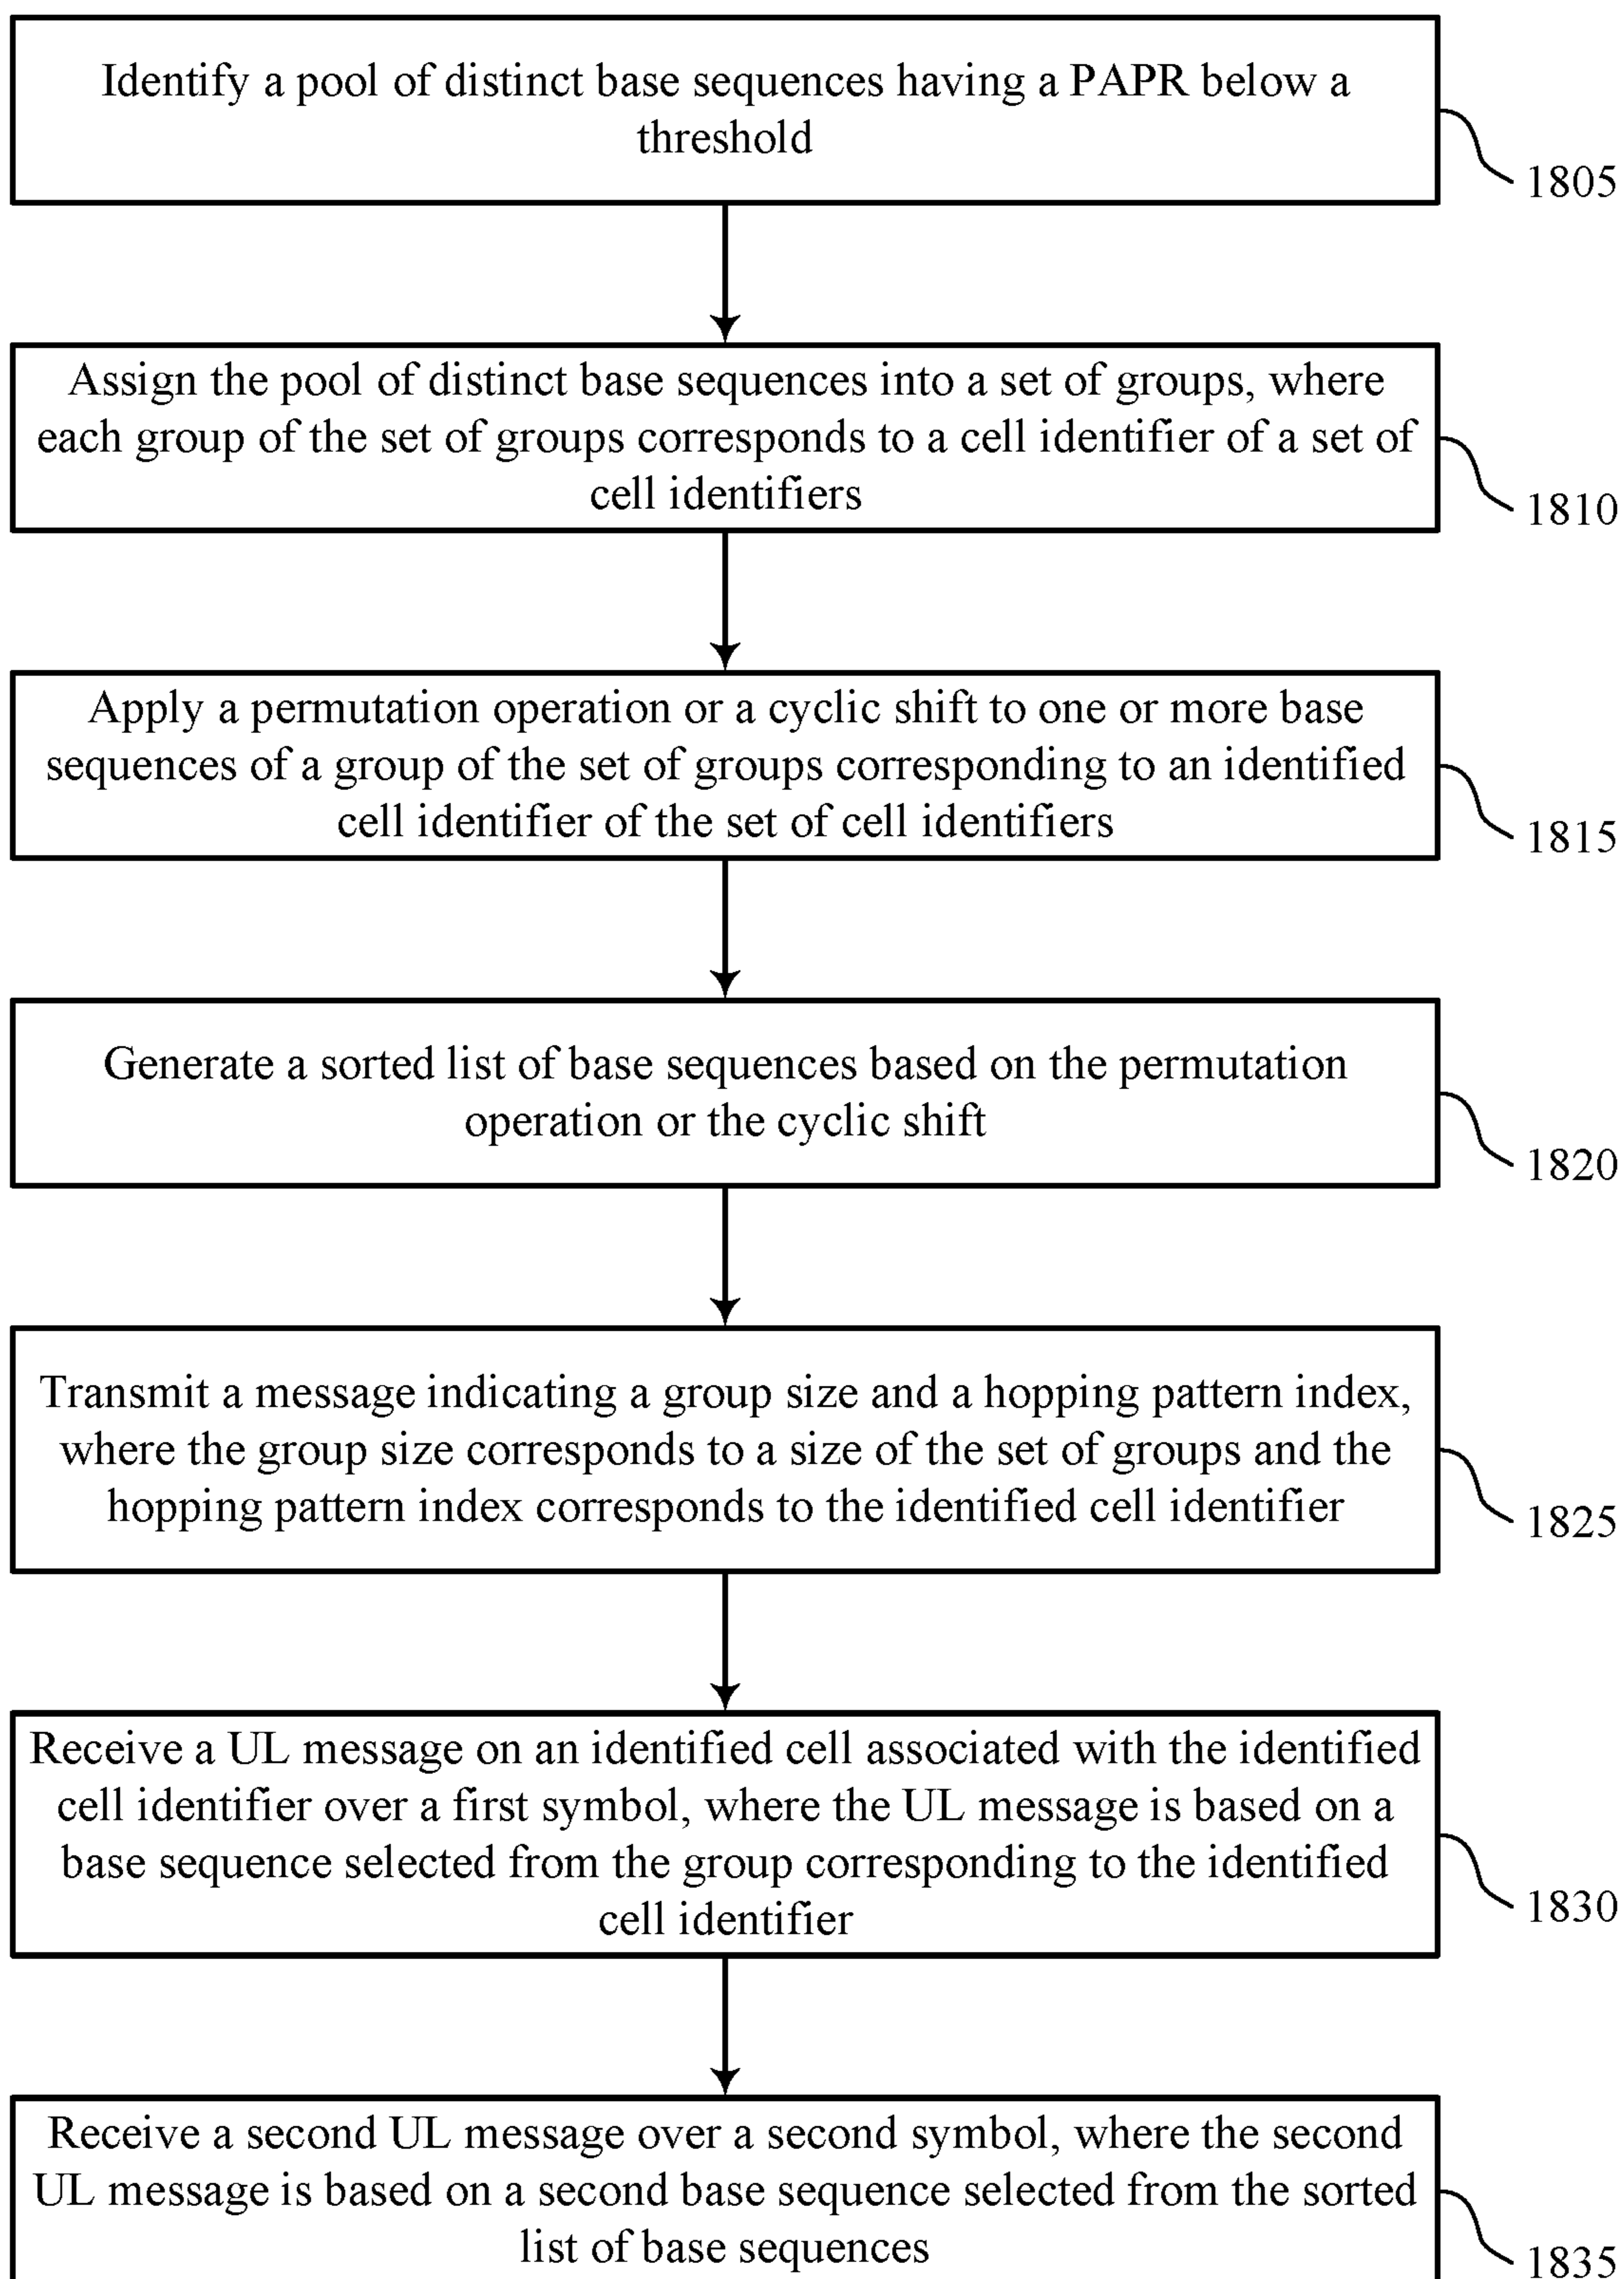 Identify a pool of distinct base sequences having a PAPR below a
threshold
1805
Assign the pool of distinct base sequences into a set of groups, where
each group of the set of groups corresponds to a cell identifier of a set of
cell identifiers
1810
Apply a permutation operation or a cyclic shift to one or more base
sequences of a group of the set of groups corresponding to an identified
cell identifier of the set of cell identifiers
1815
Generate a sorted list of base sequences based on the permutation
operation or the cyclic shift
1820
Transmit a message indicating a group size and a hopping pattern index,
where the group size corresponds to a size of the set of groups and the
hopping pattern index corresponds to the identified cell identifier
1825
Receive a UL message on an identified cell associated with the identified
cell identifier over a first symbol, where the UL message is based on a
base sequence selected from the group corresponding to the identified
cell identifier
1830
Receive a second UL message over a second symbol, where the second
UL message is based on a second base sequence selected from the sorted
list of base sequences
1835